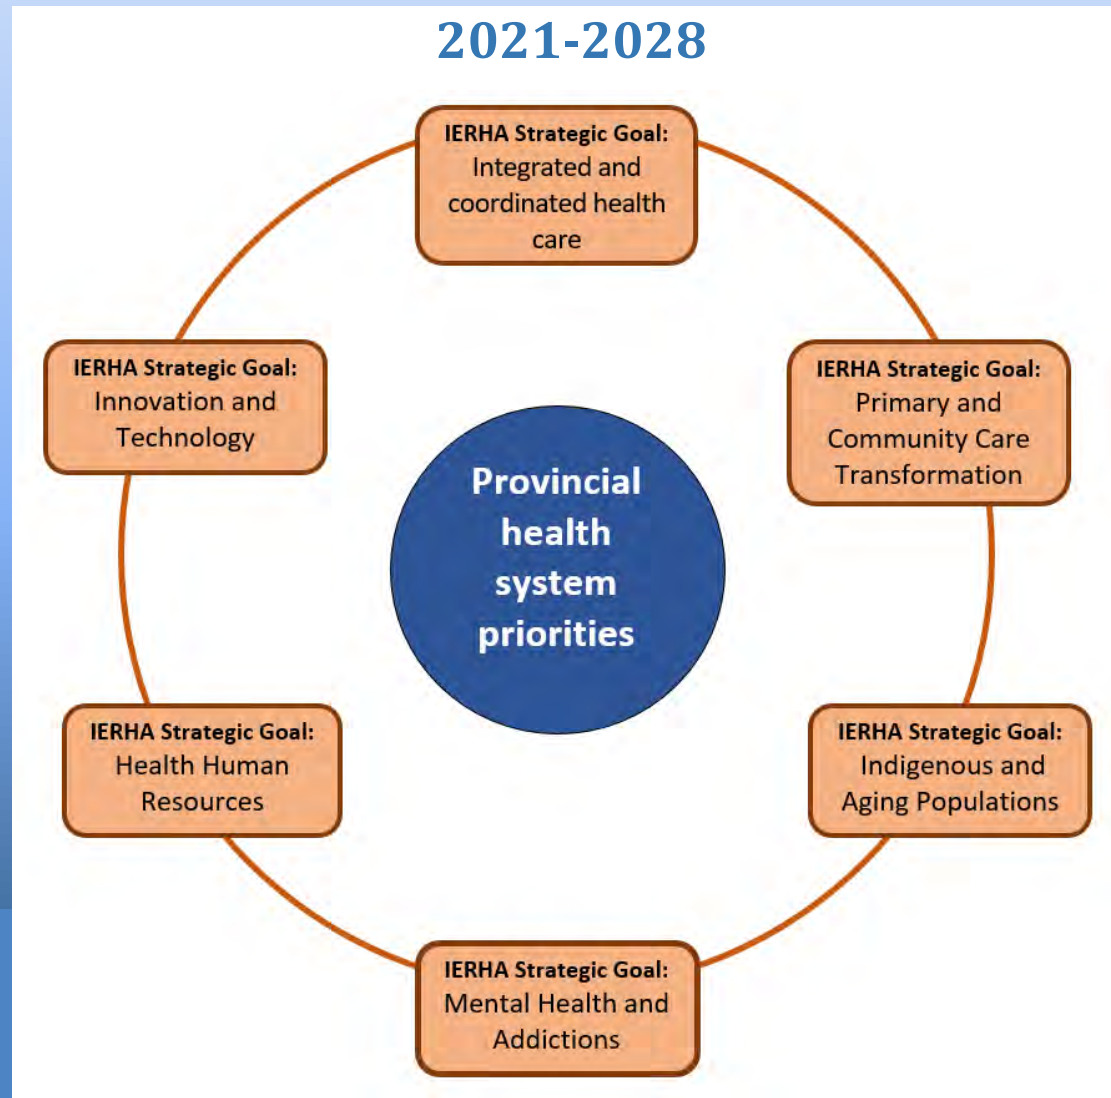 2021-2028
IERHA Strategic Goal:
Integrated and
coordinated health
care
IERHA Strategic Goal:
Innovation and
Technology
IERHA Strategic Goal:
Primary and
Community Care
Transformation
Provincial
health
system
priorities
IERHA Strategic Goal:
Health Human
Resources
IERHA Strategic Goal:
Indigenous and
Aging Populations
IERHA Strategic Goal:
Mental Health and
Addictions